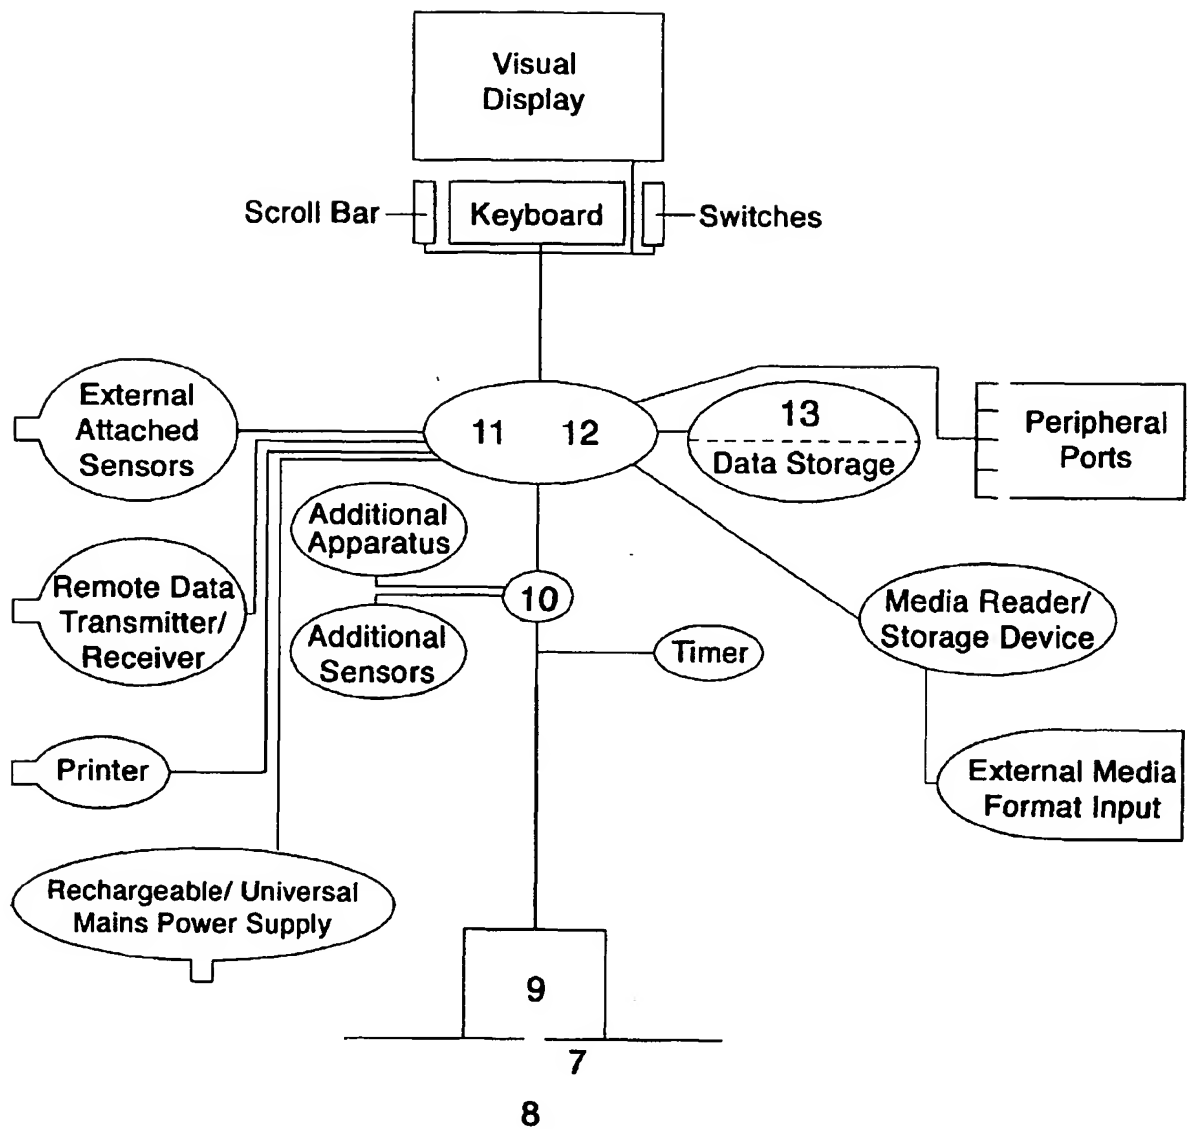 Visual
Display
Scroll Bar
Keyboard
Switches
External
Attached
Sensors
11
12
13
Data Storage
Peripheral
Ports
Additional
Apparatus
Remote Data
Transmitter/
Receiver
10
Additional
Sensors
Timer
Media Reader/
Storage Device
Printer
External Media
Format Input
Rechargeable/ Universal
Mains Power Supply
9
7
8